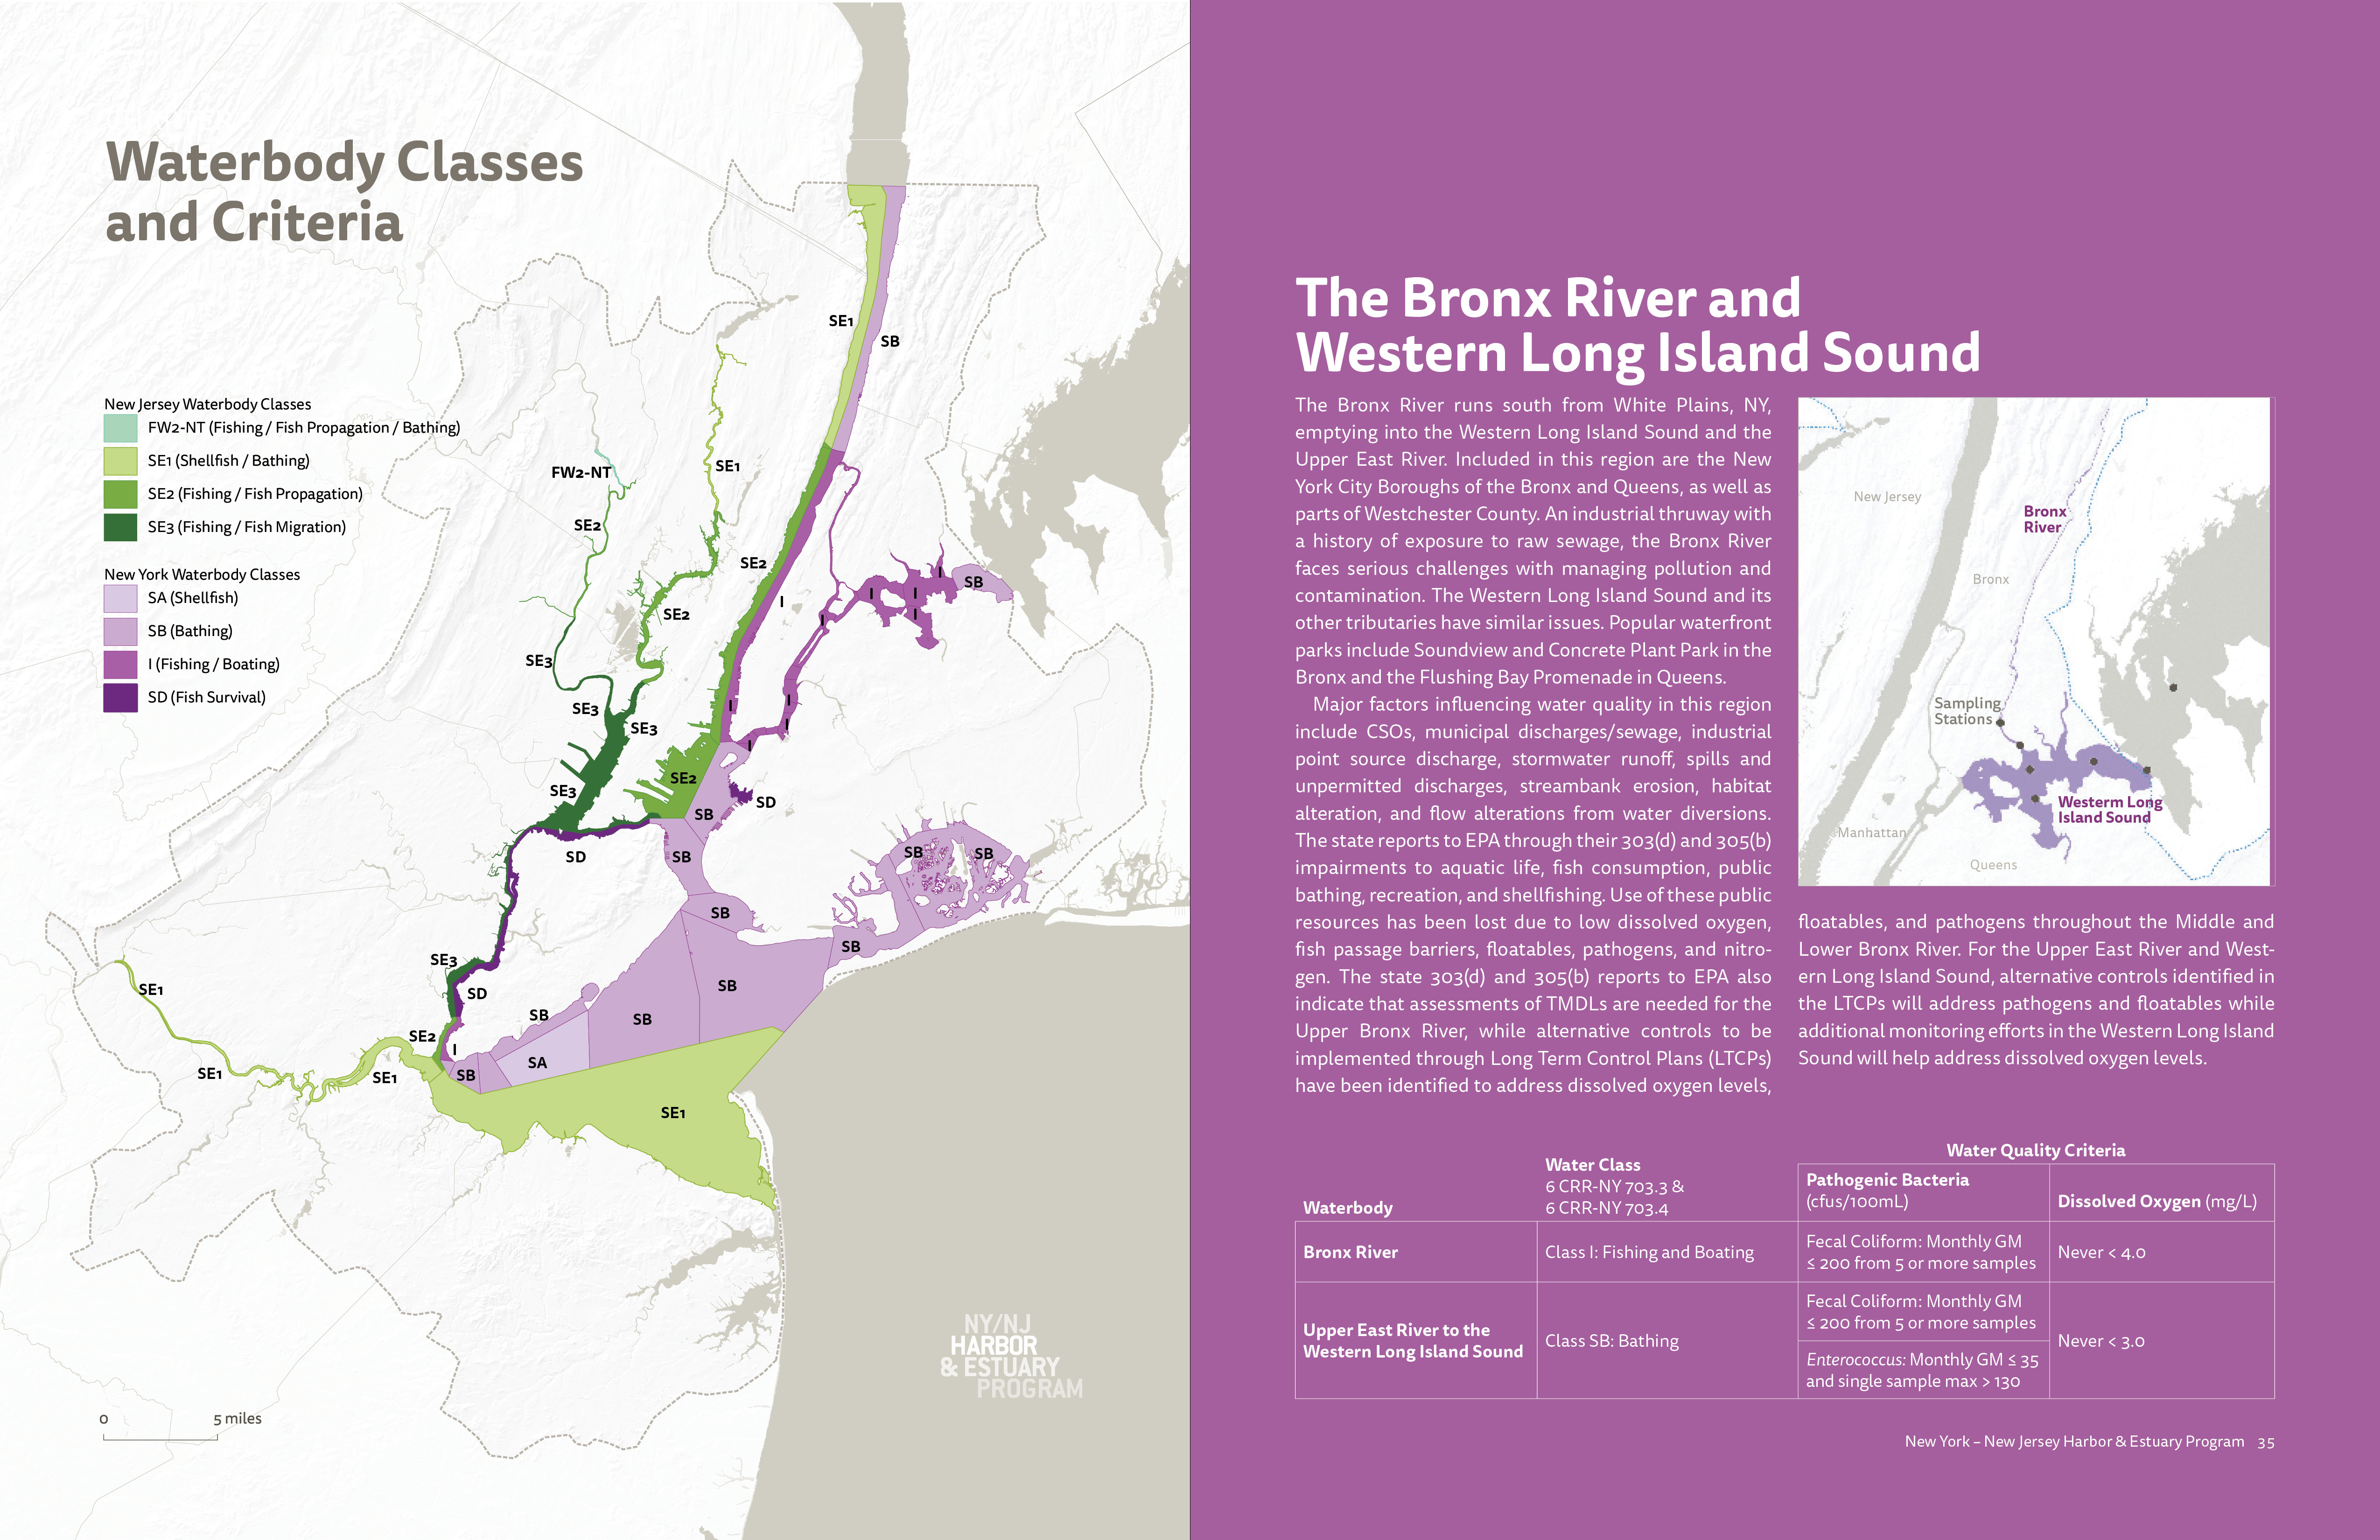 Waterbody Classes
and Criteria
New Jersey Waterbody Classes
FW2-NT (Fishing / Fish Propagation / Bathing)
SE1 (Shellfish / Bathing)
SE2 (Fishing / Fish Propagation)
SE3 (Fishing / Fish Migration)
New York Waterbody Classes
SA (Shellfish)
SB (Bathing)
I (Fishing / Boating)
SD (Fish Survival)
SE1
SB
FW2-NT
SE1
SE2
SE2
I
SB
I
I
I
SE2
I
I
SE3
SE3
I
I
SE3
I
SE2
SE3
SB
SD
SD
SB
SB
SB
SB
SB
SE3
SB
SE1
SD
SB
SB
SB
SE2
I
SA
SE1
SE1
SB
SE1
NY/NJ
HARBOR
& ESTUARY
PROGRAM
0 5 miles
The Bronx River and
Western Long Island Sound
The Bronx River runs south from White Plains, NY,
emptying into the Western Long Island Sound and the
Upper East River. Included in this region are the New
York City Boroughs of the Bronx and Queens, as well as
parts of Westchester County. An industrial thruway with
a history of exposure to raw sewage, the Bronx River
faces serious challenges with managing pollution and
contamination. The Western Long Island Sound and its
other tributaries have similar issues. Popular waterfront
parks include Soundview and Concrete Plant Park in the
Bronx and the Flushing Bay Promenade in Queens.
Major factors influencing water quality in this region
include CSOs, municipal discharges/sewage, industrial
point source discharge, stormwater runoff, spills and
unpermitted discharges, streambank erosion, habitat
alteration, and flow alterations from water diversions.
The state reports to EPA through their 303(d) and 305(b)
impairments to aquatic life, fish consumption, public
bathing, recreation, and shellfishing. Use of these public
resources has been lost due to low dissolved oxygen,
fish passage barriers, floatables, pathogens, and nitro-
gen. The state 303(d) and 305(b) reports to EPA also
indicate that assessments of TMDLs are needed for the
Upper Bronx River, while alternative controls to be
implemented through Long Term Control Plans (LTCPs)
have been identified to address dissolved oxygen levels,
New Jersey
Bronx
River
Bronx
Sampling
Stations
Westerm Long
Island Sound
Manhattan
Queens
floatables, and pathogens throughout the Middle and
Lower Bronx River. For the Upper East River and West-
ern Long Island Sound, alternative controls identified in
the LTCPs will address pathogens and floatables while
additional monitoring efforts in the Western Long Island
Sound will help address dissolved oxygen levels.
Water Quality Criteria
Waterbody
Water Class
6 CRR-NY 703.3 &
6 CRR-NY 703.4
Pathogenic Bacteria
(cfus/100mL)
Dissolved Oxygen (mg/L)
Bronx River
Class I: Fishing and Boating
Fecal Coliform: Monthly GM
≤ 200 from 5 or more samples
Never < 4.0
Upper East River to the
Western Long Island Sound
Class SB: Bathing
Fecal Coliform: Monthly GM
≤ 200 from 5 or more samples
Enterococcus: Monthly GM ≤ 35
and single sample max > 130
Never < 3.0
New York – New Jersey Harbor & Estuary Program 35